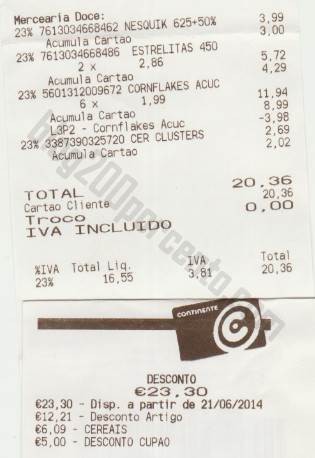 Mercearia Doce:
23% 7613034668462 NESQUIK 625+50% 3,99
Acumula Cartao 3,00
23% 7613034668486 ESTRELITAS 450
2 x 2,86 5,72
Acumula Cartao 4,29
23% 5601312009672 CORNFLAKES ACUC
6 x 1,99 11,94
Acumula Cartao 8,99
L3P2 - Cornflakes Acuc -3,98
23% 3387390325720 CER CLUSTERS 2,69
Acumula Cartao 2,02
TOTAL 20,36
Cartao Cliente 20,36
Troco 0,00
IVA INCLUIDO
%IVA Total Liq. IVA Total
23% 16,55 3,81 20,36
CONTINENTE
DESCONTO
€23,30
€23,30 - Disp. a partir de 21/06/2014
€12,21 - Desconto Artigo
€6,09 - CEREAIS
€5,00 - DESCONTO CUPAO
blog200porcento.com